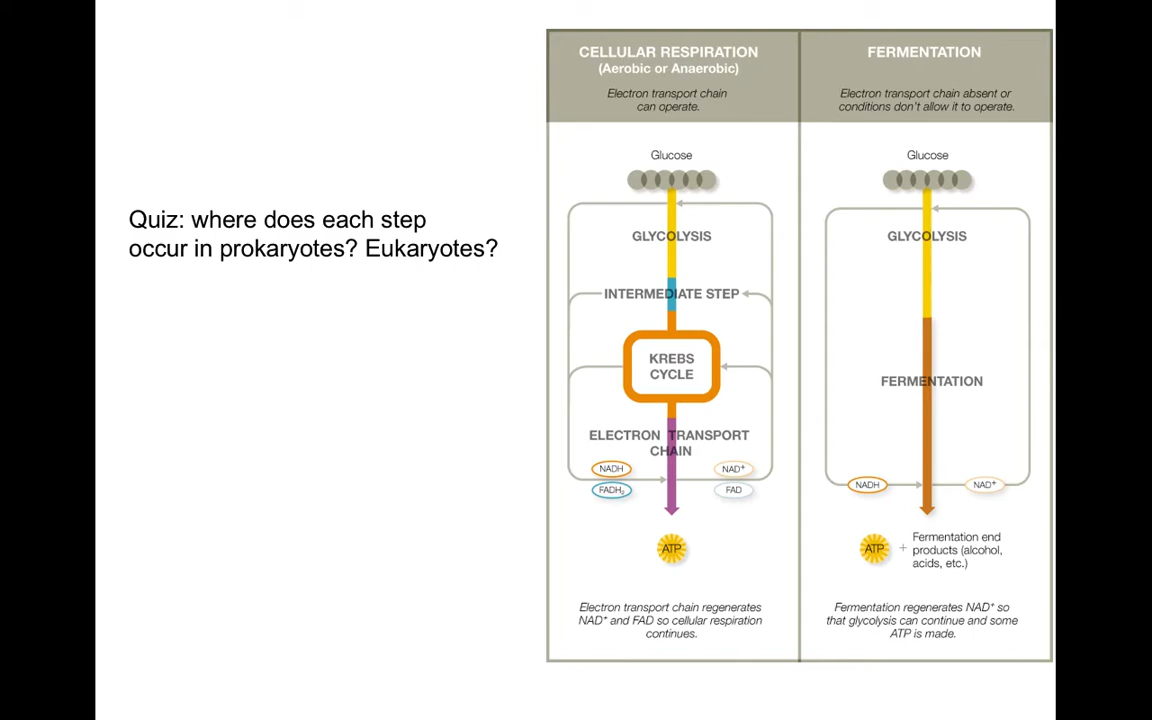 Quiz: where does each step
occur in prokaryotes? Eukaryotes?
CELLULAR RESPIRATION
(Aerobic or Anaerobic)
Electron transport chain
can operate.
Glucose
GLYCOLYSIS
INTERMEDIATE STEP
KREBS
CYCLE
ELECTRON TRANSPORT
CHAIN
NADH
NAD⁺
FADH₂
FAD
ATP
Electron transport chain regenerates
NAD⁺ and FAD so cellular respiration
continues.
FERMENTATION
Electron transport chain absent or
conditions don't allow it to operate.
Glucose
GLYCOLYSIS
FERMENTATION
NADH
NAD⁺
ATP
+
Fermentation end
products (alcohol,
acids, etc.)
Fermentation regenerates NAD⁺ so
that glycolysis can continue and some
ATP is made.